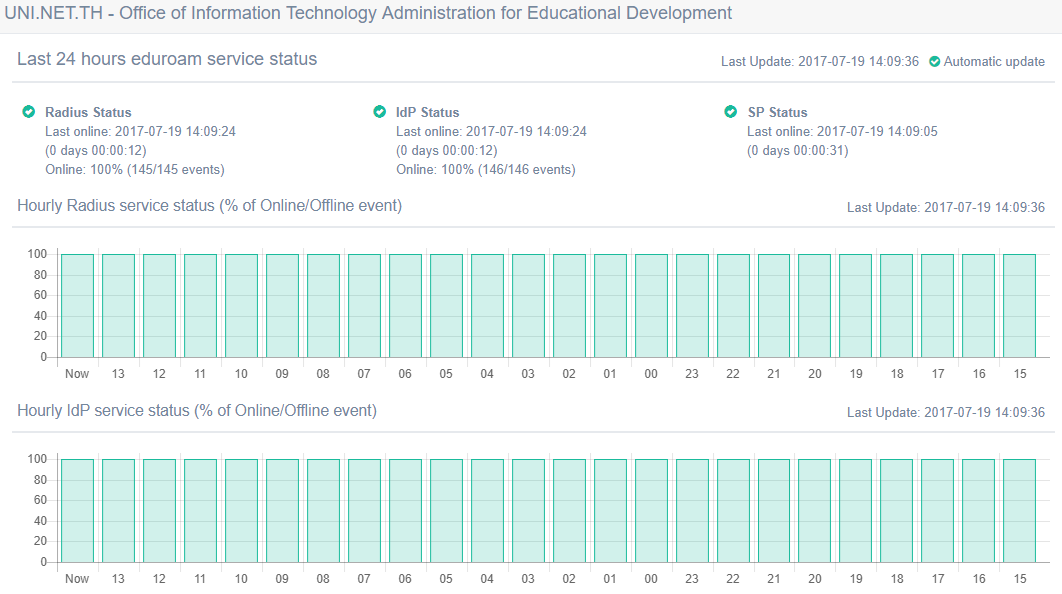 UNI.NET.TH - Office of Information Technology Administration for Educational Development
Last 24 hours eduroam service status
Last Update: 2017-07-19 14:09:36 Automatic update
Radius Status
Last online: 2017-07-19 14:09:24
(0 days 00:00:12)
Online: 100% (145/145 events)
IdP Status
Last online: 2017-07-19 14:09:24
(0 days 00:00:12)
Online: 100% (146/146 events)
SP Status
Last online: 2017-07-19 14:09:05
(0 days 00:00:31)
Hourly Radius service status (% of Online/Offline event)
Last Update: 2017-07-19 14:09:36
100
80
60
40
20
0
Now 13 12 11 10 09 08 07 06 05 04 03 02 01 00 23 22 21 20 19 18 17 16 15
Hourly IdP service status (% of Online/Offline event)
Last Update: 2017-07-19 14:09:36
100
80
60
40
20
0
Now 13 12 11 10 09 08 07 06 05 04 03 02 01 00 23 22 21 20 19 18 17 16 15